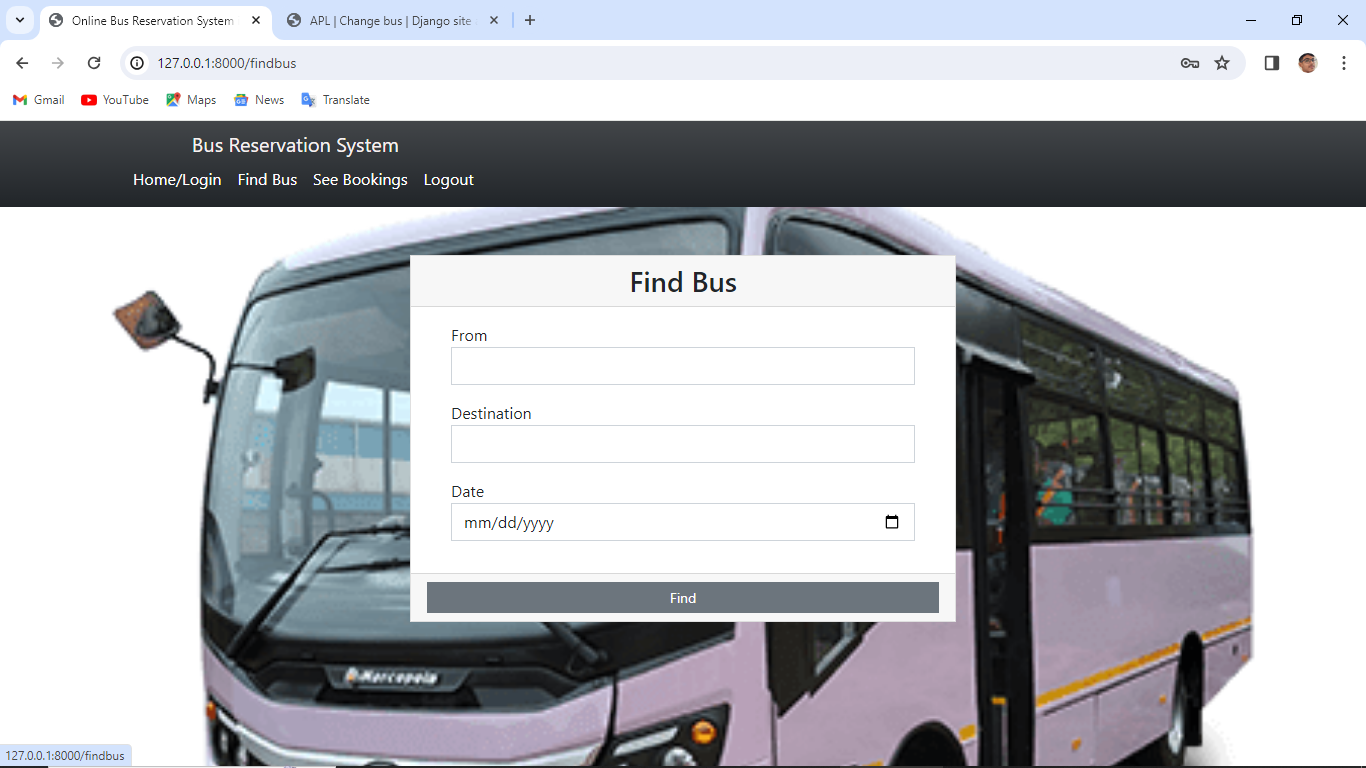 Online Bus Reservation System
APL | Change bus | Django site
127.0.0.1:8000/findbus
Gmail YouTube Maps News Translate
Bus Reservation System
Home/Login Find Bus See Bookings Logout
Find Bus
From
Destination
Date
mm/dd/yyyy
Find
Marcopolo
127.0.0.1:8000/findbus